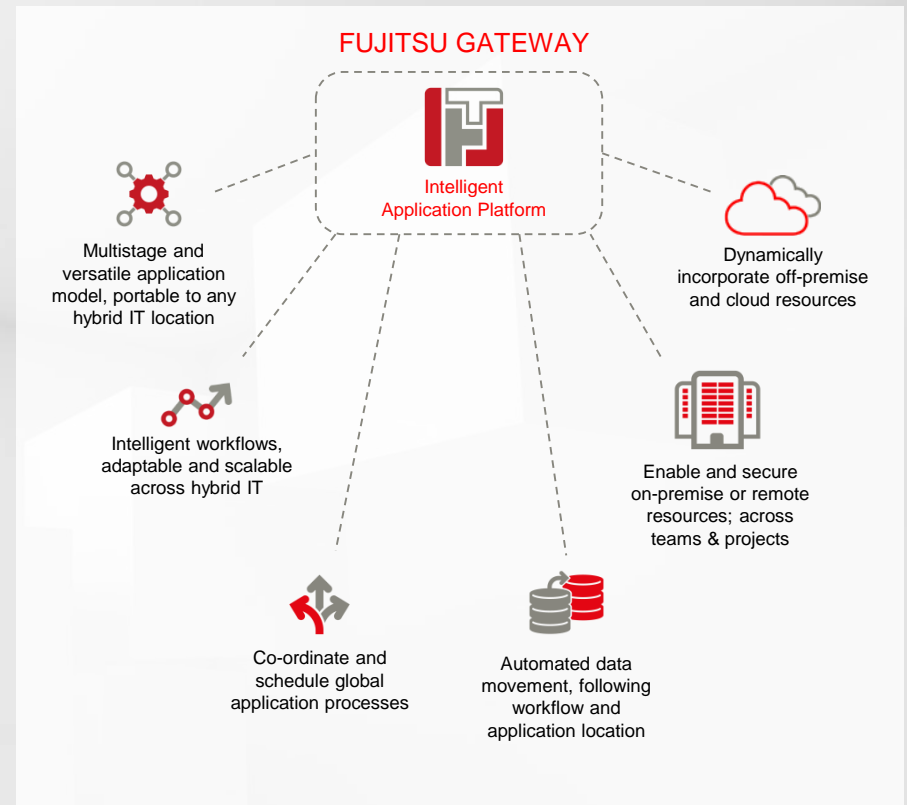 FUJITSU GATEWAY
Intelligent
Application Platform
Multistage and
versatile application
model, portable to any
hybrid IT location
Dynamically
incorporate off-premise
and cloud resources
Intelligent workflows,
adaptable and scalable
across hybrid IT
Enable and secure
on-premise or remote
resources; across
teams & projects
Co-ordinate and
schedule global
application processes
Automated data
movement, following
workflow and
application location